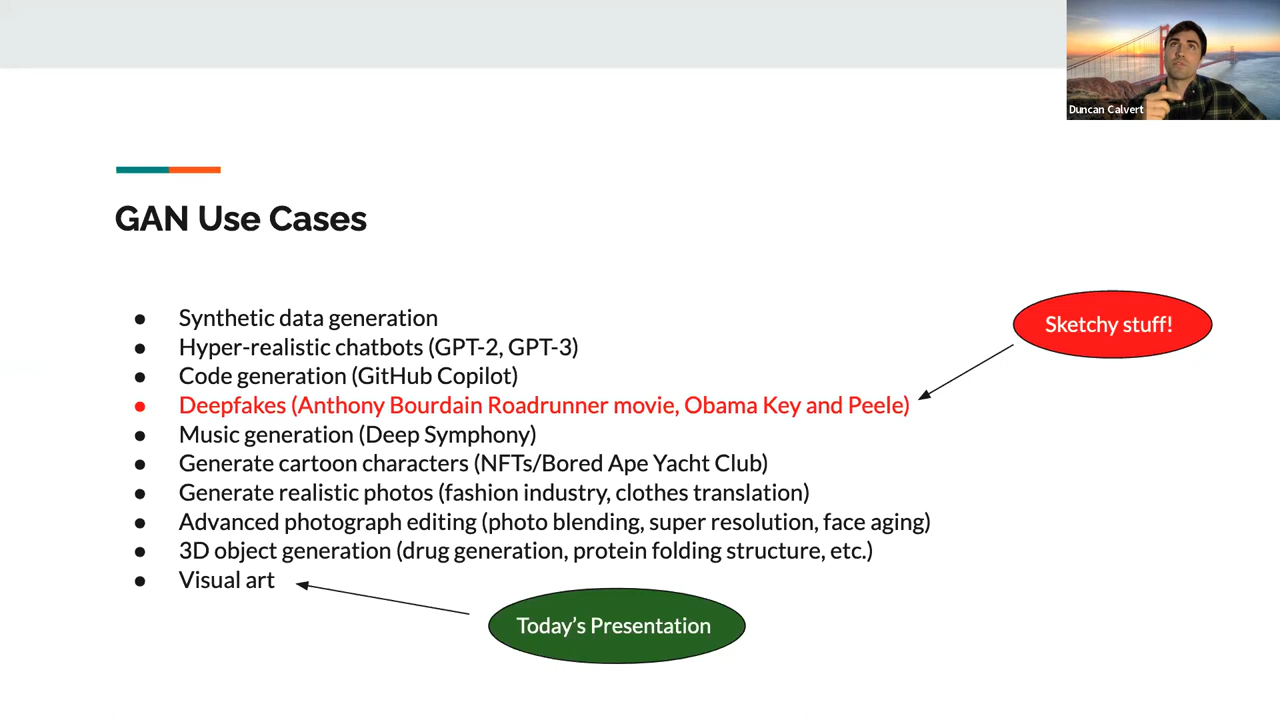 Duncan Calvert
GAN Use Cases
Synthetic data generation
Hyper-realistic chatbots (GPT-2, GPT-3)
Code generation (GitHub Copilot)
Deepfakes (Anthony Bourdain Roadrunner movie, Obama Key and Peele)
Music generation (Deep Symphony)
Generate cartoon characters (NFTs/Bored Ape Yacht Club)
Generate realistic photos (fashion industry, clothes translation)
Advanced photograph editing (photo blending, super resolution, face aging)
3D object generation (drug generation, protein folding structure, etc.)
Visual art
Sketchy stuff!
Today's Presentation